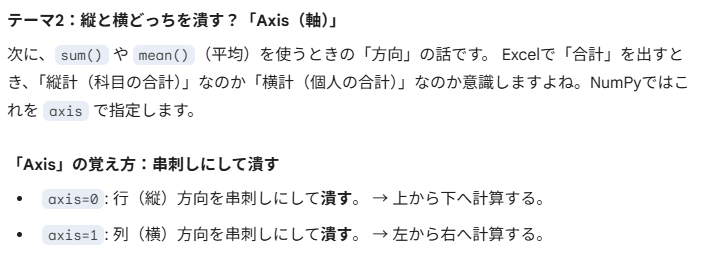 テーマ2：縦と横どっちを潰す？「Axis（軸）」
次に、 sum() や mean() （平均）を使うときの「方向」の話です。 Excelで「合計」を出すと
き、「縦計（科目の合計）」なのか「横計（個人の合計）」なのか意識しますよね。NumPyではこ
れを axis で指定します。
「Axis」の覚え方：串刺しにして潰す
• axis=0 : 行（縦）方向を串刺しにして潰す。 → 上から下へ計算する。
• axis=1 : 列（横）方向を串刺しにして潰す。 → 左から右へ計算する。